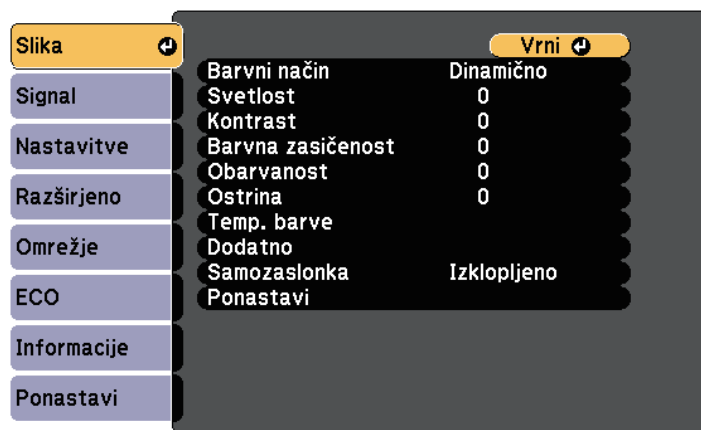 Slika
Signal
Nastavitve
Razširjeno
Omrežje
ECO
Informacije
Ponastavi
Vrni
Barvni način Dinamično
Svetlost 0
Kontrast 0
Barvna zasičenost 0
Obarvanost 0
Ostrina 0
Temp. barve
Dodatno
Samozaslonka Izklopljeno
Ponastavi